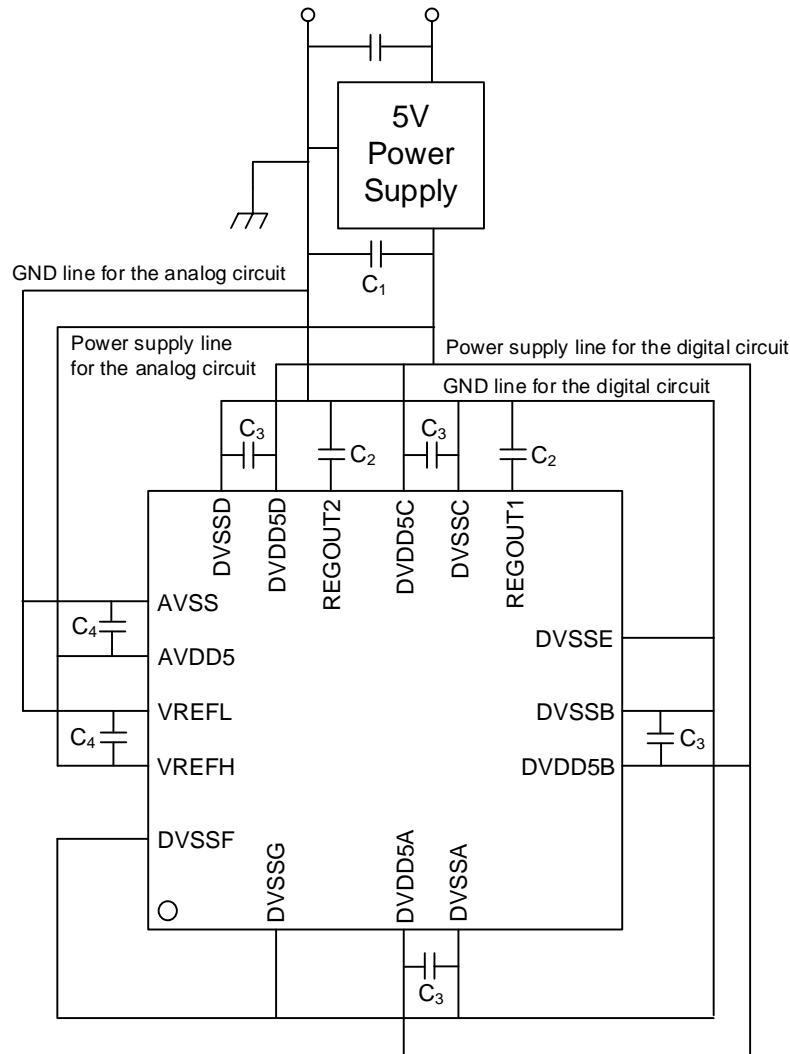 5V
Power
Supply
C1
GND line for the analog circuit
Power supply line
for the analog circuit
Power supply line for the digital circuit
GND line for the digital circuit
C3
C2
C3
C2
DVSSD
DVDD5D
REGOUT2
DVDD5C
DVSSC
REGOUT1
AVSS
C4
AVDD5
VREFL
C4
VREFH
DVSSF
DVSSE
DVSSB
C3
DVDD5B
DVSSG
DVDD5A
DVSSA
C3